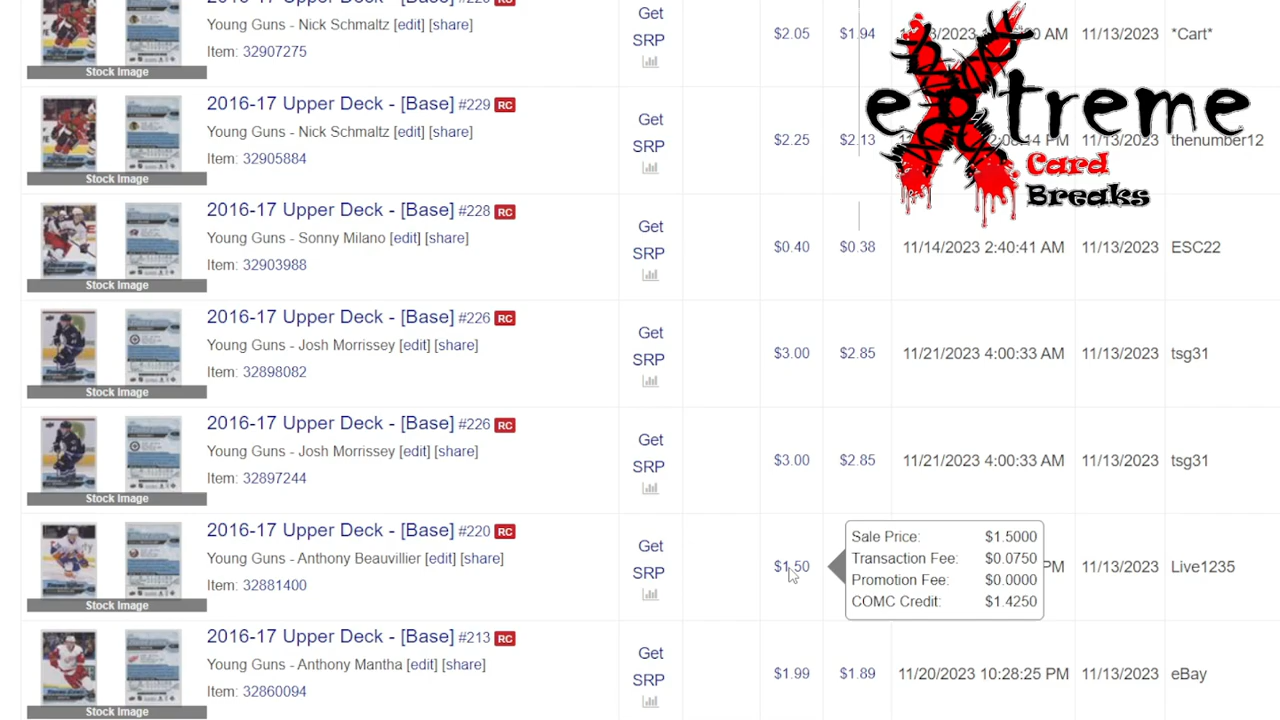 Young Guns - Nick Schmaltz [edit] [share]
Item: 32907275
Stock Image
Get
SRP
$2.05
$1.94
AM
11/13/2023
*Cart*
2016-17 Upper Deck - [Base] #229 RC
Young Guns - Nick Schmaltz [edit] [share]
Item: 32905884
Stock Image
Get
SRP
$2.25
$2.13
PM
11/13/2023
thenumber12
eXtreme
Card
Breaks
2016-17 Upper Deck - [Base] #228 RC
Young Guns - Sonny Milano [edit] [share]
Item: 32903988
Stock Image
Get
SRP
$0.40
$0.38
11/14/2023 2:40:41 AM
11/13/2023
ESC22
2016-17 Upper Deck - [Base] #226 RC
Young Guns - Josh Morrissey [edit] [share]
Item: 32898082
Stock Image
Get
SRP
$3.00
$2.85
11/21/2023 4:00:33 AM
11/13/2023
tsg31
2016-17 Upper Deck - [Base] #226 RC
Young Guns - Josh Morrissey [edit] [share]
Item: 32897244
Stock Image
Get
SRP
$3.00
$2.85
11/21/2023 4:00:33 AM
11/13/2023
tsg31
2016-17 Upper Deck - [Base] #220 RC
Young Guns - Anthony Beauvillier [edit] [share]
Item: 32881400
Stock Image
Get
SRP
$1.50
Sale Price: $1.5000
Transaction Fee: $0.0750
Promotion Fee: $0.0000
COMC Credit: $1.4250
PM
11/13/2023
Live1235
2016-17 Upper Deck - [Base] #213 RC
Young Guns - Anthony Mantha [edit] [share]
Item: 32860094
Stock Image
Get
SRP
$1.99
$1.89
11/20/2023 10:28:25 PM
11/13/2023
eBay